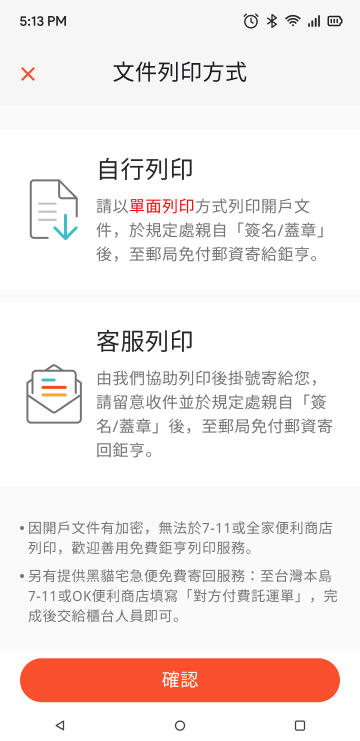 5:13 PM
文件列印方式
自行列印
請以單面列印方式列印開戶文
件，於規定處親自「簽名/蓋章」
後，至郵局免付郵資寄給鉅亨。
客服列印
由我們協助列印後掛號寄給您，
請留意收件並於規定處親自「簽
名/蓋章」後，至郵局免付郵資寄
回鉅亨。
• 因開戶文件有加密，無法於7-11或全家便利商店
列印，歡迎善用免費鉅亨列印服務。
• 另有提供黑貓宅急便免費寄回服務：至台灣本島
7-11或OK便利商店填寫「對方付費託運單」，完
成後交給櫃台人員即可。
確認